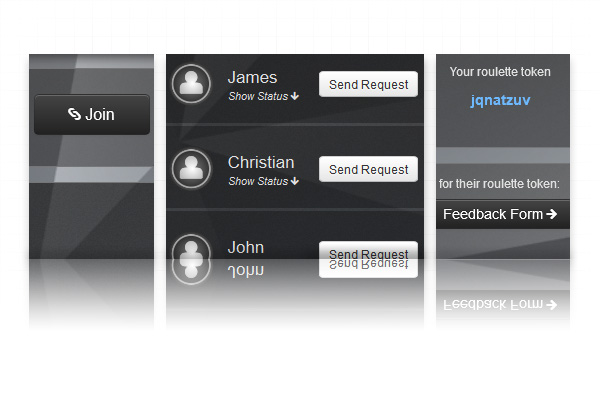 Join
James
Show Status
Send Request
Christian
Show Status
Send Request
John
Send Request
Your roulette token
jqnatzuv
for their roulette token:
Feedback Form